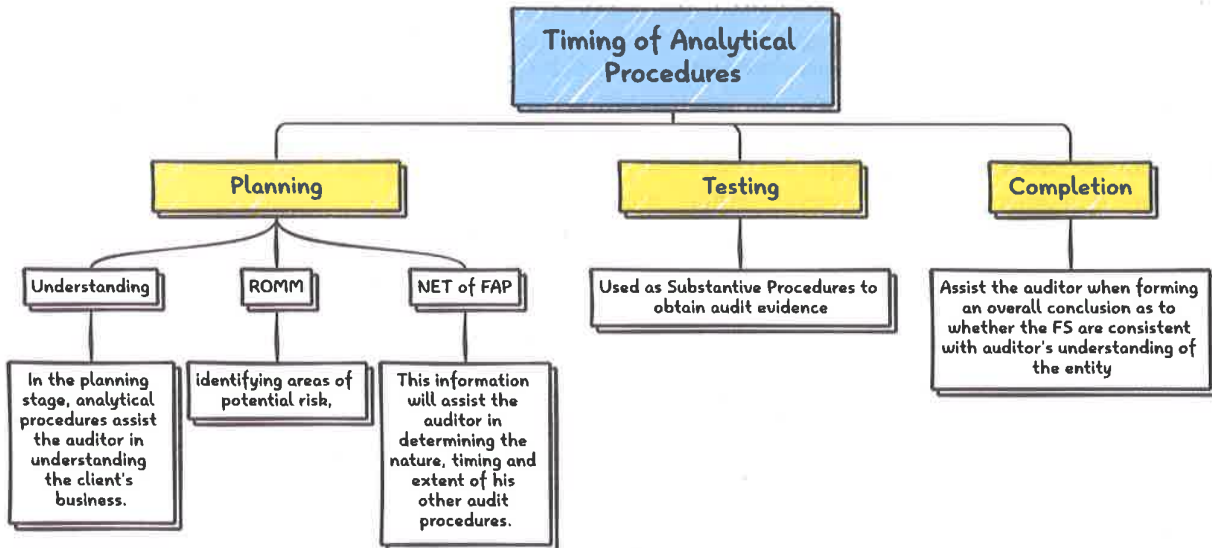 Timing of Analytical
Procedures
Planning
Testing
Completion
Understanding
ROMM
NET of FAP
Used as Substantive Procedures to
obtain audit evidence
Assist the auditor when forming
an overall conclusion as to
whether the FS are consistent
with auditor's understanding of
the entity
In the planning
stage, analytical
procedures assist
the auditor in
understanding
the client's
business.
identifying areas of
potential risk,
This information
will assist the
auditor in
determining the
nature, timing and
extent of his
other audit
procedures.